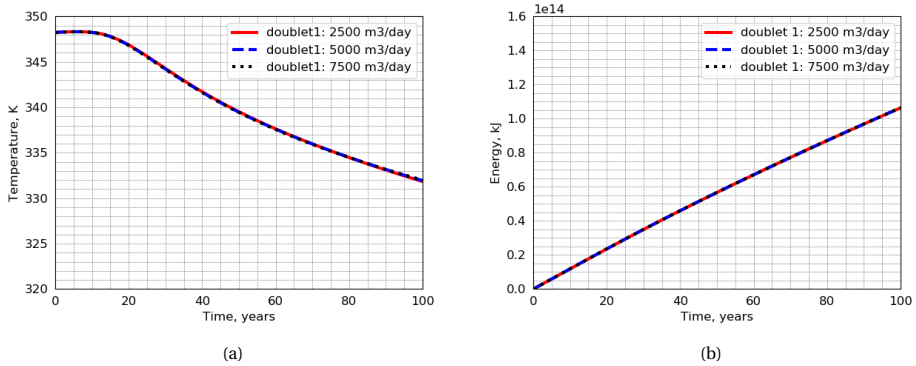 350
345
340
335
330
325
320
0
20
40
60
80
100
Temperature, K
Time, years
doublet1: 2500 m3/day
doublet1: 5000 m3/day
doublet1: 7500 m3/day
(a)
1e14
1.6
1.4
1.2
1.0
0.8
0.6
0.4
0.2
0.0
0
20
40
60
80
100
Energy, kJ
Time, years
doublet 1: 2500 m3/day
doublet 1: 5000 m3/day
doublet 1: 7500 m3/day
(b)